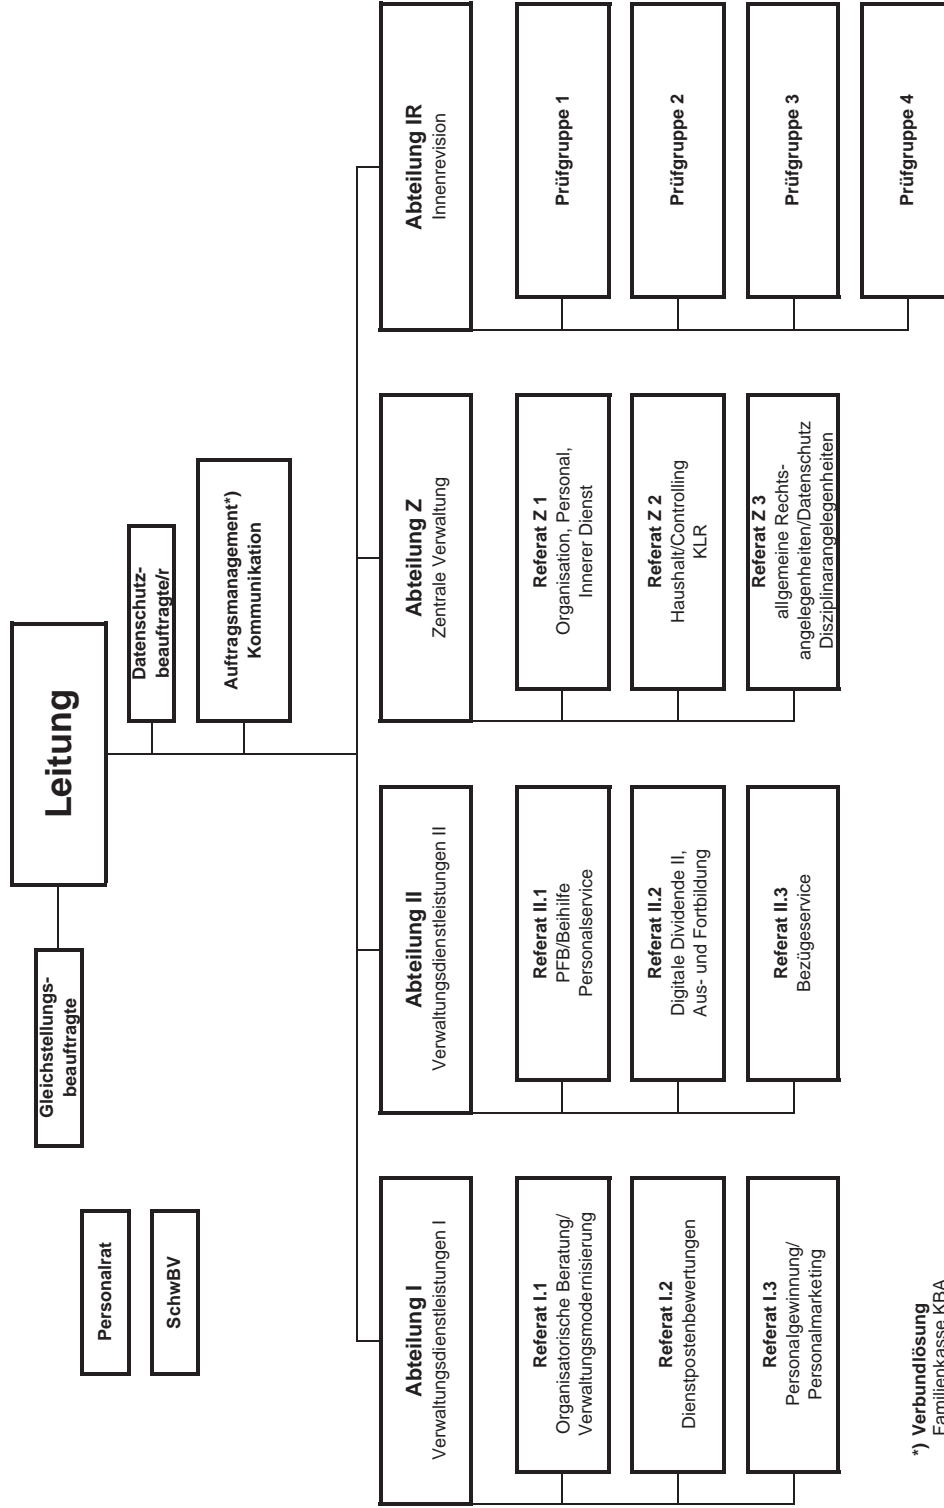 Leitung
Gleichstellungs-
beauftragte
Personalrat
SchwBV
Datenschutz-
beauftragte/r
Auftragsmanagement*)
Kommunikation
Abteilung I
Verwaltungsdienstleistungen I
Referat I.1
Organisatorische Beratung/
Verwaltungsmodernisierung
Referat I.2
Dienstpostenbewertungen
Referat I.3
Personalgewinnung/
Personalmarketing
Abteilung II
Verwaltungsdienstleistungen II
Referat II.1
PFB/Beihilfe
Personalservice
Referat II.2
Digitale Dividende II,
Aus- und Fortbildung
Referat II.3
Bezügeservice
Abteilung Z
Zentrale Verwaltung
Referat Z 1
Organisation, Personal,
Innerer Dienst
Referat Z 2
Haushalt/Controlling
KLR
Referat Z 3
allgemeine Rechts-
angelegenheiten/Datenschutz
Disziplinarangelegenheiten
Abteilung IR
Innenrevision
Prüfgruppe 1
Prüfgruppe 2
Prüfgruppe 3
Prüfgruppe 4
*) Verbundlösung
Familienkasse KBA